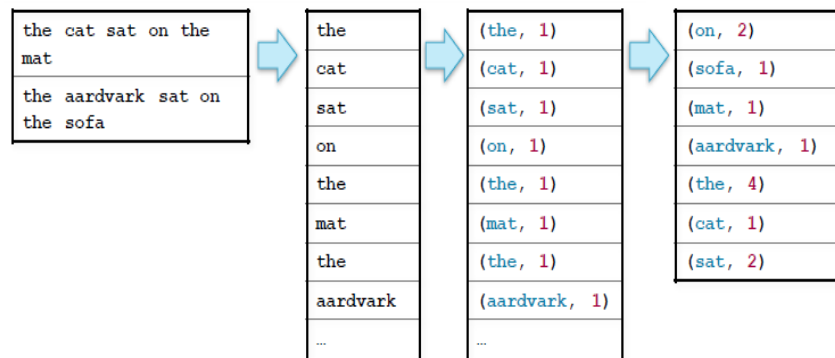 the cat sat on the
mat
the aardvark sat on
the sofa
the
cat
sat
on
the
mat
the
aardvark
...
(the, 1)
(cat, 1)
(sat, 1)
(on, 1)
(the, 1)
(mat, 1)
(the, 1)
(aardvark, 1)
...
(on, 2)
(sofa, 1)
(mat, 1)
(aardvark, 1)
(the, 4)
(cat, 1)
(sat, 2)